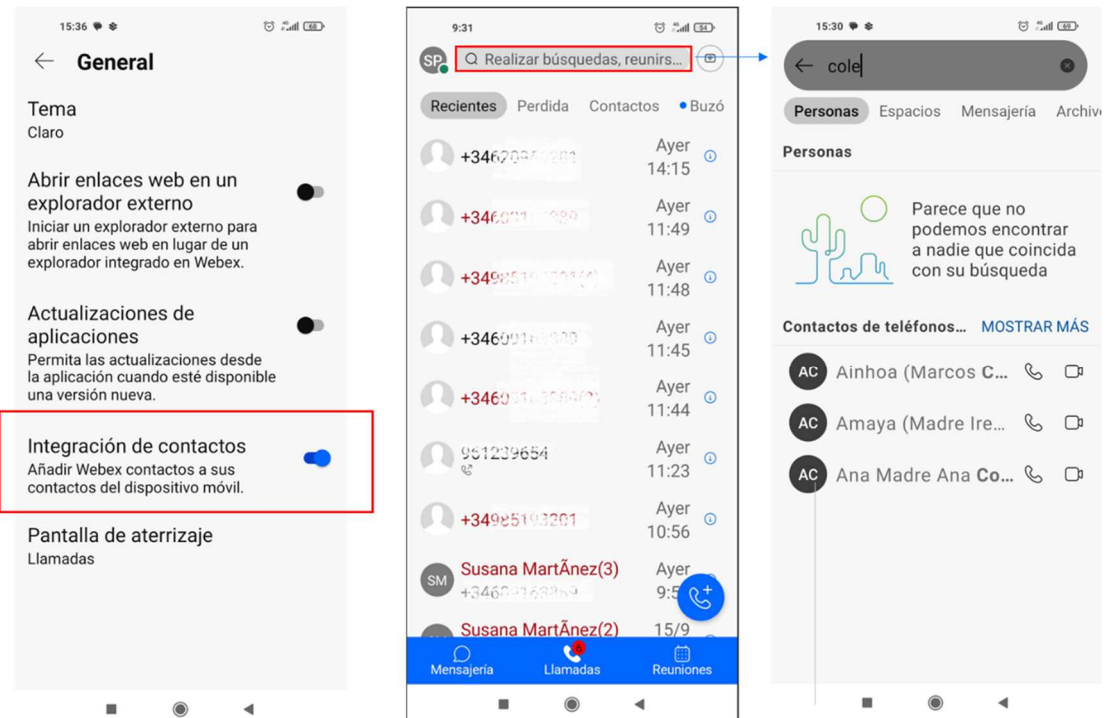 15:36
68
General
Tema
Claro
Abrir enlaces web en un
explorador externo
Iniciar un explorador externo para
abrir enlaces web en lugar de un
explorador integrado en Webex.
Actualizaciones de
aplicaciones
Permita las actualizaciones desde
la aplicación cuando esté disponible
una versión nueva.
Integración de contactos
Añadir Webex contactos a sus
contactos del dispositivo móvil.
Pantalla de aterrizaje
Llamadas
9:31
54
SP
Realizar búsquedas, reunirs...
Recientes Perdida Contactos Buzó
Ayer
14:15
Ayer
11:49
Ayer
11:48
Ayer
11:45
Ayer
11:44
Ayer
11:23
Ayer
10:56
SM Susana MartÃnez(3) Ayer
Susana MartÃnez(2) 15/9
6
Mensajería Llamadas Reuniones
15:30
69
cole
Personas Espacios Mensajería Archiv
Personas
Parece que no
podemos encontrar
a nadie que coincida
con su búsqueda
Contactos de teléfonos... MOSTRAR MÁS
AC Ainhoa (Marcos C...
AC Amaya (Madre Ire...
AC Ana Madre Ana Co...